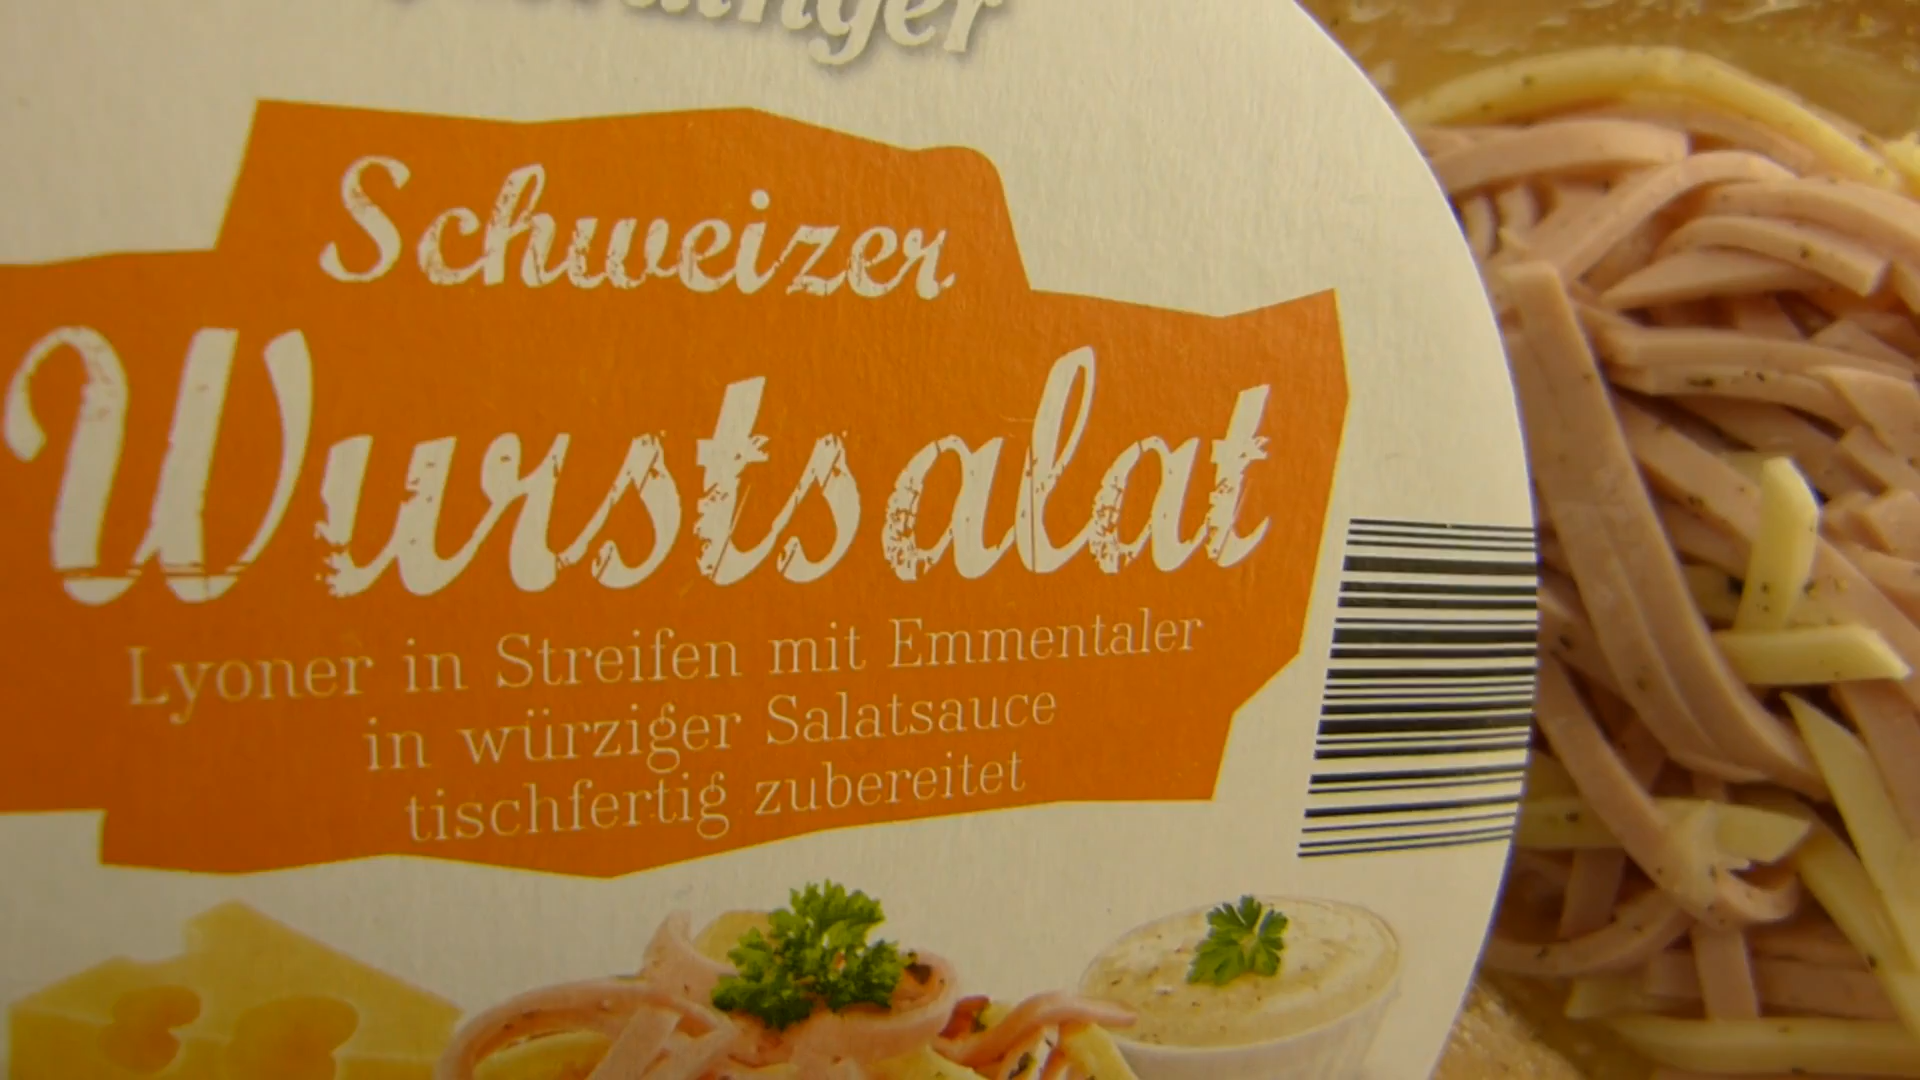 Schweizer
Wurstsalat
Lyoner in Streifen mit Emmentaler
in würziger Salatsauce
tischfertig zubereitet